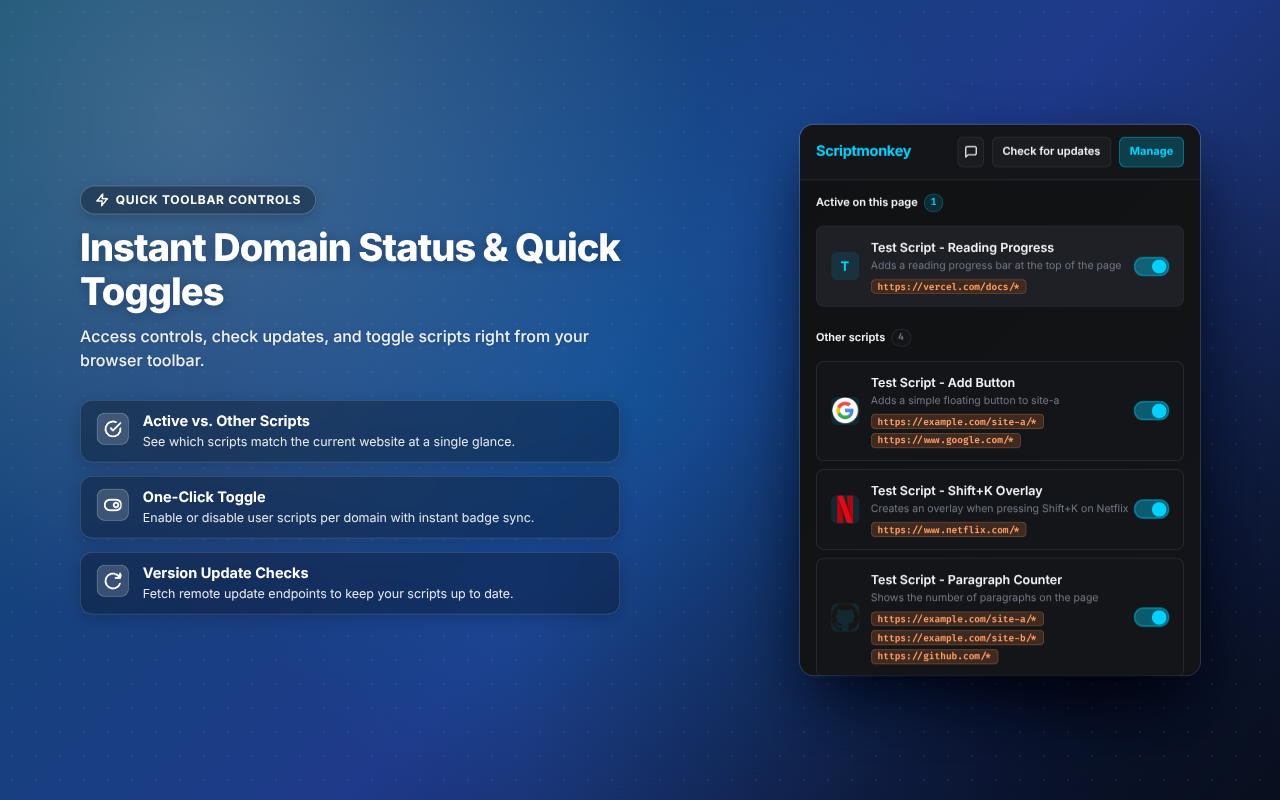 QUICK TOOLBAR CONTROLS
Instant Domain Status & Quick
Toggles
Access controls, check updates, and toggle scripts right from your
browser toolbar.
Active vs. Other Scripts
See which scripts match the current website at a single glance.
One-Click Toggle
Enable or disable user scripts per domain with instant badge sync.
Version Update Checks
Fetch remote update endpoints to keep your scripts up to date.
Scriptmonkey
Check for updates
Manage
Active on this page 1
T
Test Script - Reading Progress
Adds a reading progress bar at the top of the page
https://vercel.com/docs/*
Other scripts 4
Test Script - Add Button
Adds a simple floating button to site-a
https://example.com/site-a/*
https://www.google.com/*
Test Script - Shift+K Overlay
Creates an overlay when pressing Shift+K on Netflix
https://www.netflix.com/*
Test Script - Paragraph Counter
Shows the number of paragraphs on the page
https://example.com/site-a/*
https://example.com/site-b/*
https://github.com/*